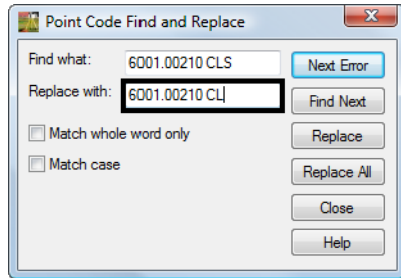 Point Code Find and Replace
Find what: 6001.00210 CLS
Next Error
Replace with: 6001.00210 CL
Find Next
Match whole word only
Replace
Match case
Replace All
Close
Help